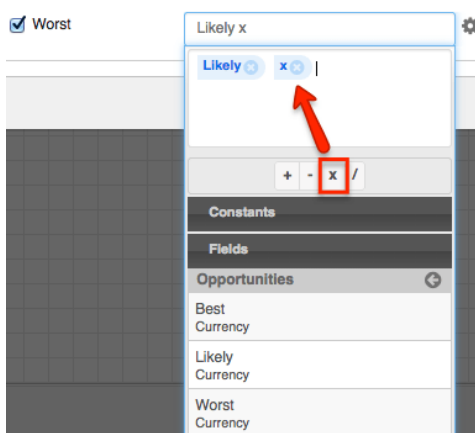 Worst
Likely x
Likely x
+ - x /
Constants
Fields
Opportunities
Best
Currency
Likely
Currency
Worst
Currency